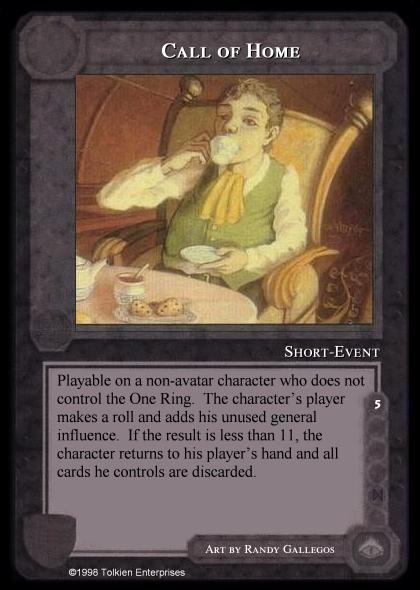 CALL OF HOME
SHORT-EVENT
Playable on a non-avatar character who does not
control the One Ring. The character's player
makes a roll and adds his unused general
influence. If the result is less than 11, the
character returns to his player's hand and all
cards he controls are discarded.
5
ART BY RANDY GALLEGOS
©1998 Tolkien Enterprises